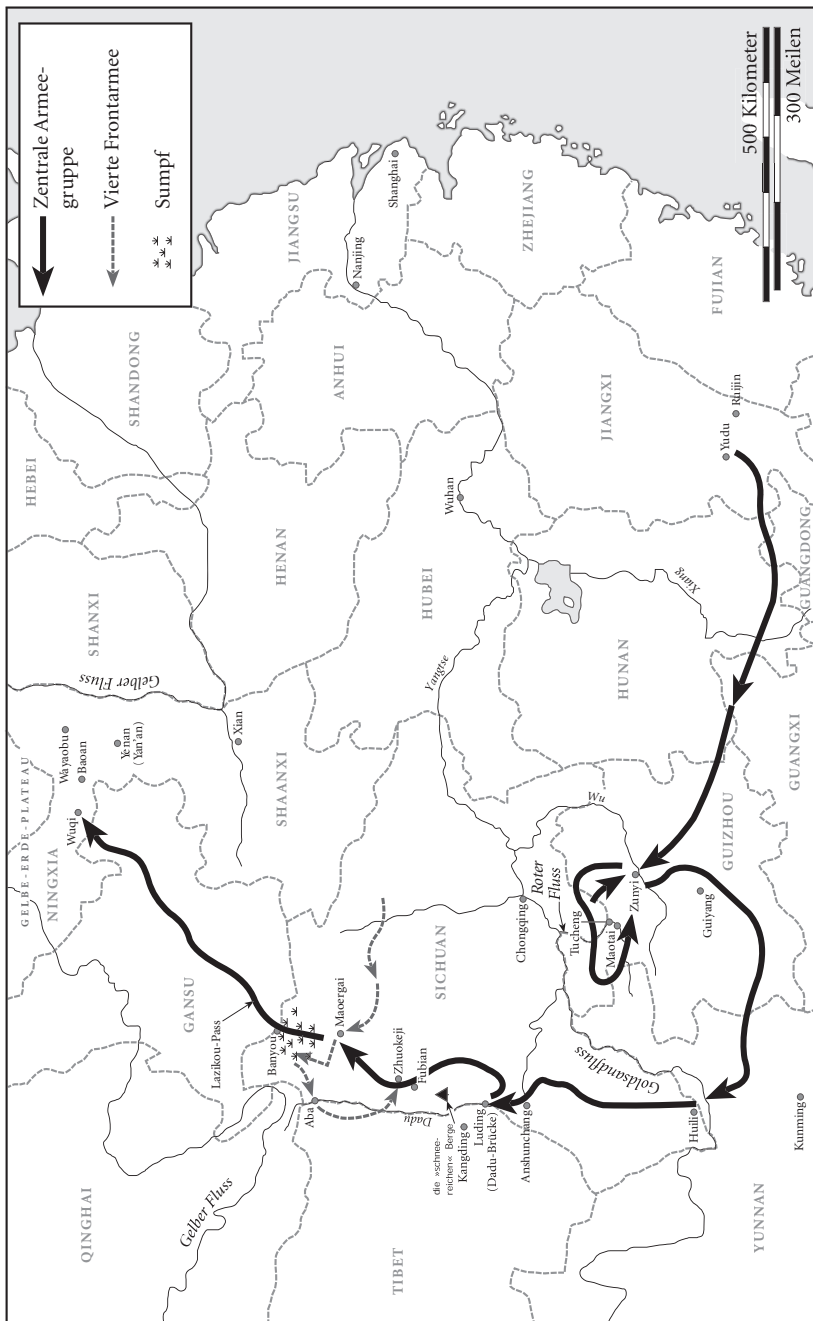 Zentrale Armee-
gruppe
Vierte Frontarmee
Sumpf
500 Kilometer
300 Meilen
GELBE-ERDE-PLATEAU
NINGXIA
Wuqi
Baoan
Wayaobu
Yenan
(Yan'an)
SHANXI
HEBEI
SHANDONG
Gelber Fluss
Xian
SHAANXI
HENAN
JIANGSU
ANHUI
Nanjing
Shanghai
QINGHAI
Gelber Fluss
GANSU
Lazikou-Pass
Banyou
Maoergai
Aba
Zhuokeji
Fubian
Dadu
die »schnee-
reichen« Berge
Kangding
Luding
(Dadu-Brücke)
Anshunchang
TIBET
SICHUAN
HUBEI
Wuhan
Yangtse
ZHEJIANG
Chongqing
Roter
Fluss
Wu
Tucheng
Maotai
Zunyi
HUNAN
Xiang
JIANGXI
FUJIAN
Yudu
Ruijin
Goldsandfluss
Huili
Guiyang
GUIZHOU
GUANGXI
GUANGDONG
YUNNAN
Kunming